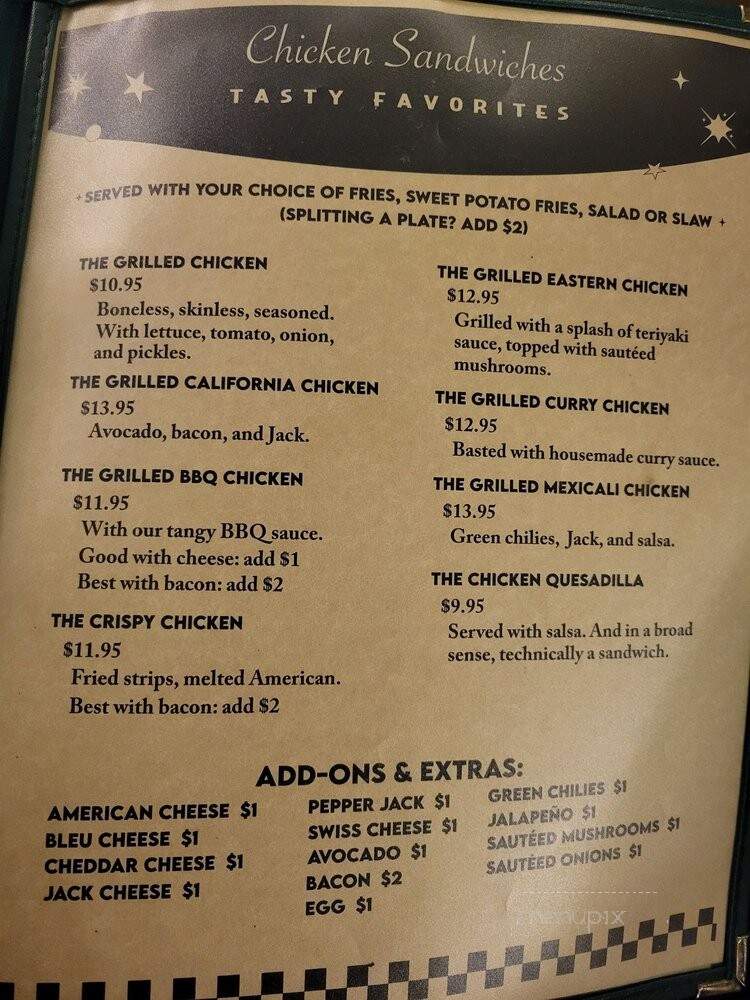 Chicken Sandwiches
TASTY FAVORITES
SERVED WITH YOUR CHOICE OF FRIES, SWEET POTATO FRIES, SALAD OR SLAW
(SPLITTING A PLATE? ADD $2)
THE GRILLED CHICKEN
$10.95
Boneless, skinless, seasoned.
With lettuce, tomato, onion,
and pickles.
THE GRILLED CALIFORNIA CHICKEN
$13.95
Avocado, bacon, and Jack.
THE GRILLED BBQ CHICKEN
$11.95
With our tangy BBQ sauce.
Good with cheese: add $1
Best with bacon: add $2
THE CRISPY CHICKEN
$11.95
Fried strips, melted American.
Best with bacon: add $2
THE GRILLED EASTERN CHICKEN
$12.95
Grilled with a splash of teriyaki
sauce, topped with sautéed
mushrooms.
THE GRILLED CURRY CHICKEN
$12.95
Basted with housemade curry sauce.
THE GRILLED MEXICALI CHICKEN
$13.95
Green chilies, Jack, and salsa.
THE CHICKEN QUESADILLA
$9.95
Served with salsa. And in a broad
sense, technically a sandwich.
ADD-ONS & EXTRAS:
AMERICAN CHEESE $1
BLEU CHEESE $1
CHEDDAR CHEESE $1
JACK CHEESE $1
PEPPER JACK $1
SWISS CHEESE $1
AVOCADO $1
BACON $2
EGG $1
GREEN CHILIES $1
JALAPEÑO $1
SAUTÉED MUSHROOMS $1
SAUTÉED ONIONS $1
menupix